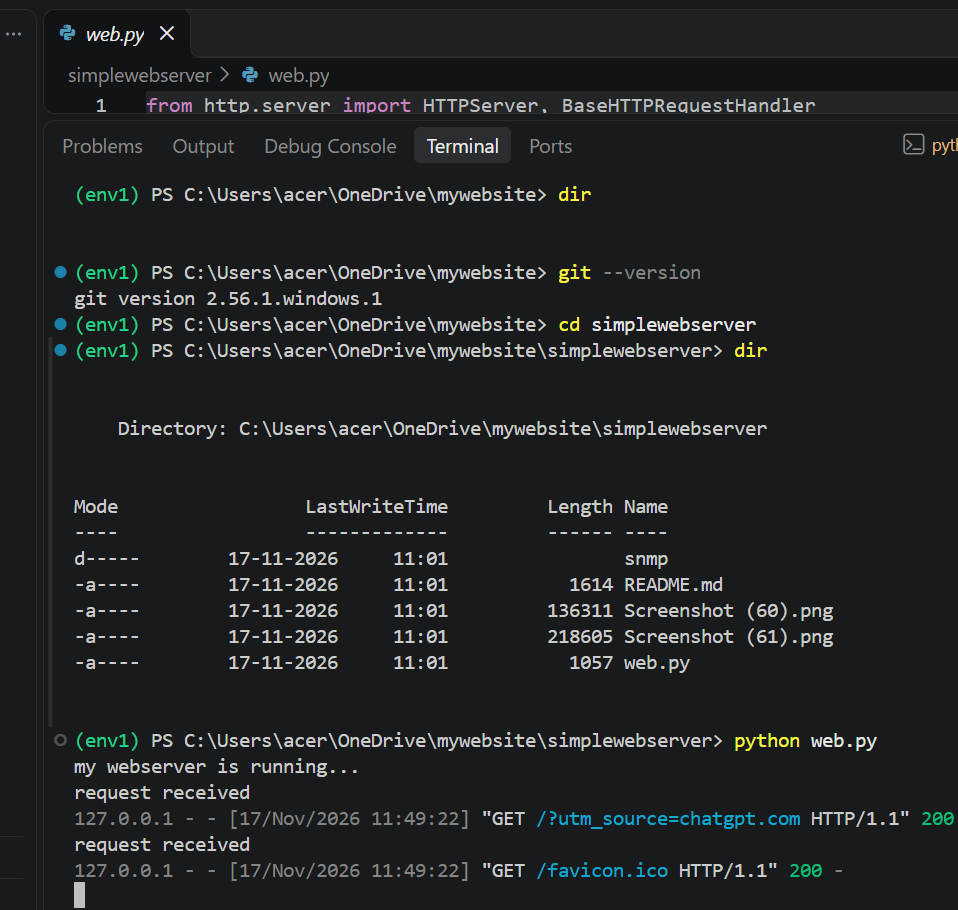 ...
web.py
simplewebserver > web.py
1 from http.server import HTTPServer, BaseHTTPRequestHandler
Problems Output Debug Console Terminal Ports
(env1) PS C:\Users\acer\OneDrive\mywebsite> dir
(env1) PS C:\Users\acer\OneDrive\mywebsite> git --version
git version 2.56.1.windows.1
(env1) PS C:\Users\acer\OneDrive\mywebsite> cd simplewebserver
(env1) PS C:\Users\acer\OneDrive\mywebsite\simplewebserver> dir
Directory: C:\Users\acer\OneDrive\mywebsite\simplewebserver
Mode LastWriteTime Length Name
---- ------------- ------ ----
d----- 17-11-2026 11:01 snmp
-a---- 17-11-2026 11:01 1614 README.md
-a---- 17-11-2026 11:01 136311 Screenshot (60).png
-a---- 17-11-2026 11:01 218605 Screenshot (61).png
-a---- 17-11-2026 11:01 1057 web.py
(env1) PS C:\Users\acer\OneDrive\mywebsite\simplewebserver> python web.py
my webserver is running...
request received
127.0.0.1 - - [17/Nov/2026 11:49:22] "GET /?utm_source=chatgpt.com HTTP/1.1" 200
request received
127.0.0.1 - - [17/Nov/2026 11:49:22] "GET /favicon.ico HTTP/1.1" 200 -